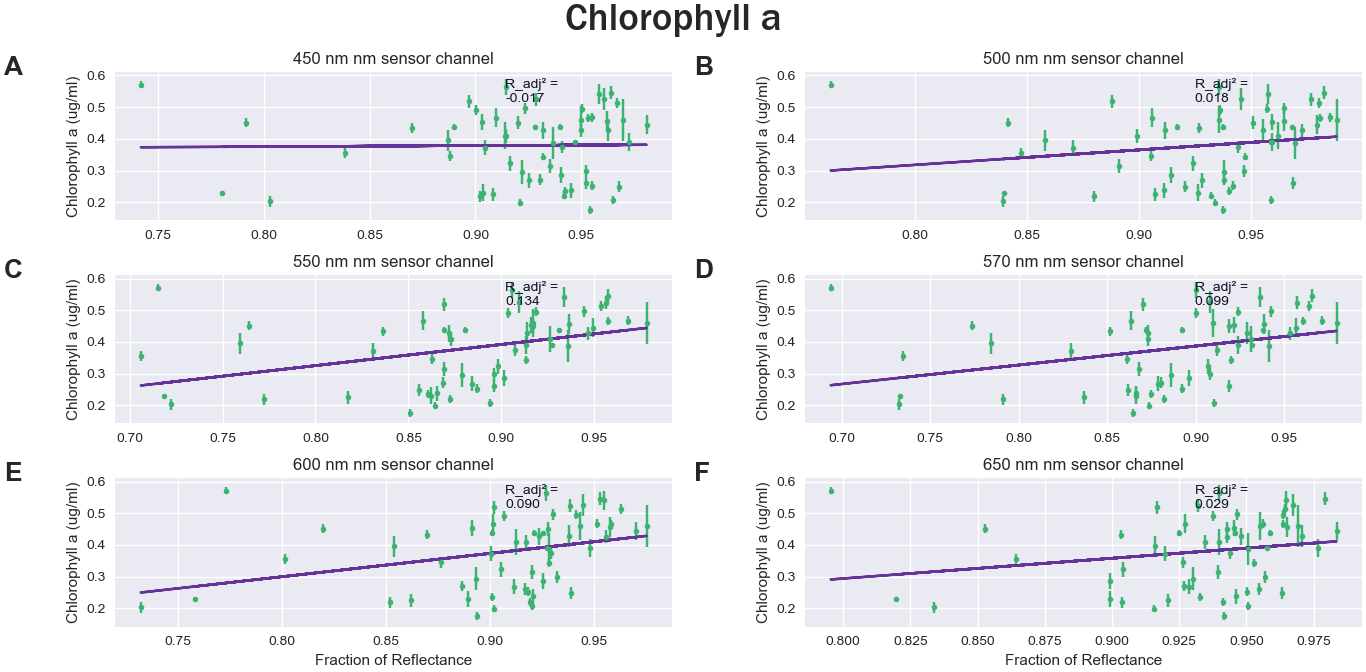 Chlorophyll a
A
450 nm nm sensor channel
Chlorophyll a (ug/ml)
0.6
0.5
0.4
0.3
0.2
R_adj² =
-0.017
0.75
0.80
0.85
0.90
0.95
B
500 nm nm sensor channel
Chlorophyll a (ug/ml)
0.6
0.5
0.4
0.3
0.2
R_adj² =
0.018
0.80
0.85
0.90
0.95
C
550 nm nm sensor channel
Chlorophyll a (ug/ml)
0.6
0.5
0.4
0.3
0.2
R_adj² =
0.134
0.70
0.75
0.80
0.85
0.90
0.95
D
570 nm nm sensor channel
Chlorophyll a (ug/ml)
0.6
0.5
0.4
0.3
0.2
R_adj² =
0.099
0.70
0.75
0.80
0.85
0.90
0.95
E
600 nm nm sensor channel
Chlorophyll a (ug/ml)
0.6
0.5
0.4
0.3
0.2
R_adj² =
0.090
0.75
0.80
0.85
0.90
0.95
Fraction of Reflectance
F
650 nm nm sensor channel
Chlorophyll a (ug/ml)
0.6
0.5
0.4
0.3
0.2
R_adj² =
0.029
0.800
0.825
0.850
0.875
0.900
0.925
0.950
0.975
Fraction of Reflectance